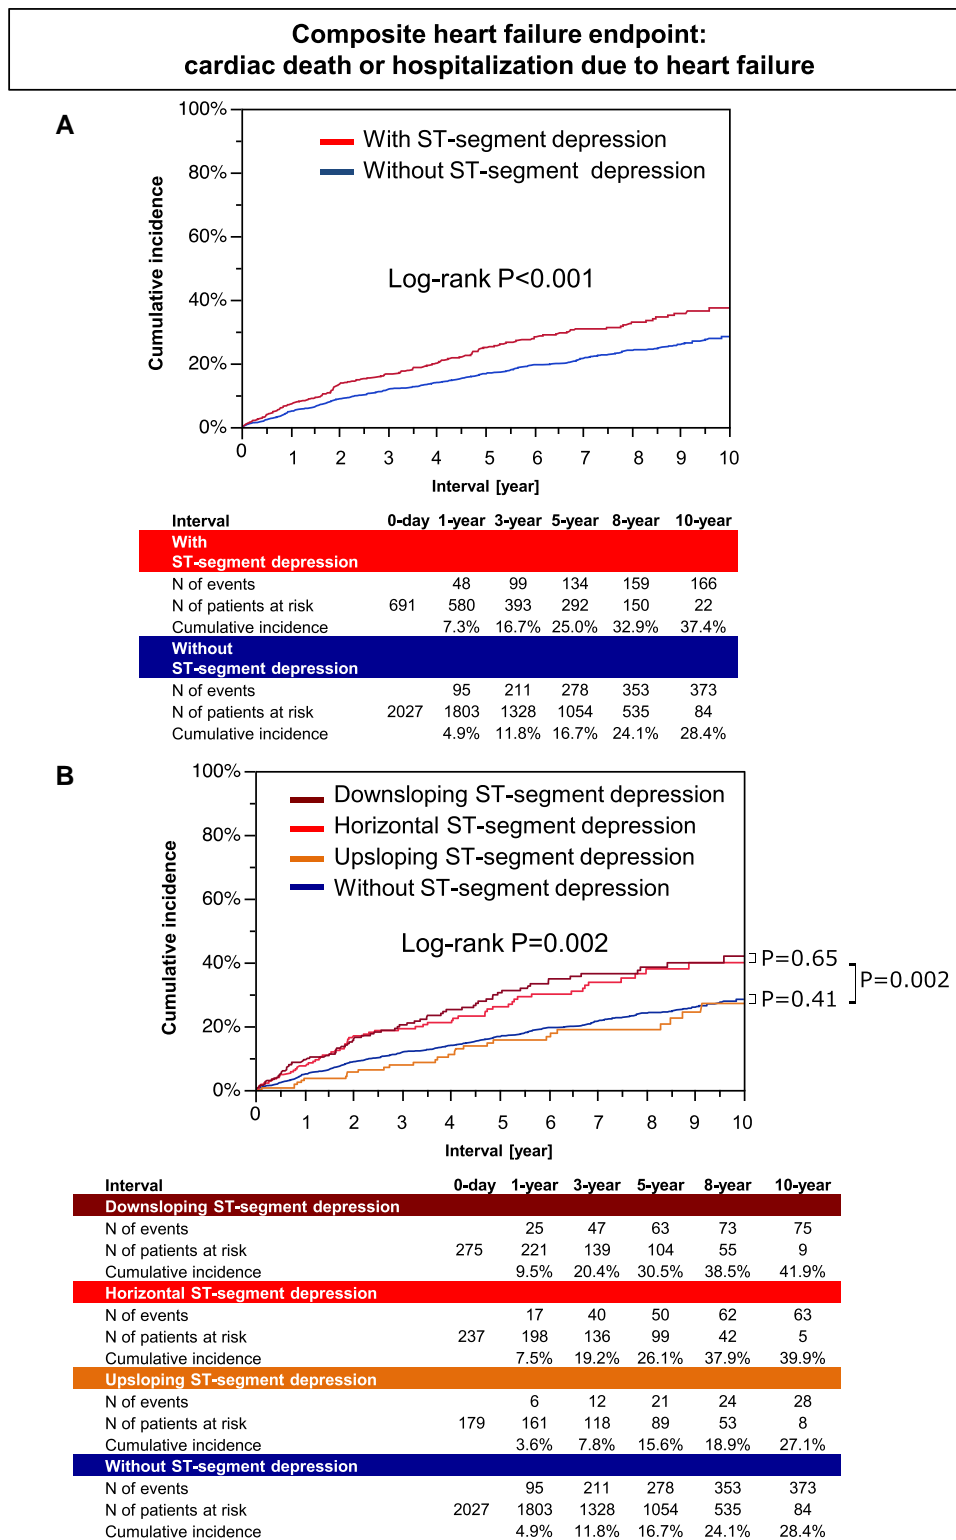 Composite heart failure endpoint:
cardiac death or hospitalization due to heart failure
A
100%
80%
60%
40%
20%
0%
Cumulative incidence
With ST-segment depression
Without ST-segment depression
Log-rank P<0.001
0 1 2 3 4 5 6 7 8 9 10
Interval [year]
Interval 0-day 1-year 3-year 5-year 8-year 10-year
With
ST-segment depression
N of events 48 99 134 159 166
N of patients at risk 691 580 393 292 150 22
Cumulative incidence 7.3% 16.7% 25.0% 32.9% 37.4%
Without
ST-segment depression
N of events 95 211 278 353 373
N of patients at risk 2027 1803 1328 1054 535 84
Cumulative incidence 4.9% 11.8% 16.7% 24.1% 28.4%
B
100%
80%
60%
40%
20%
0%
Cumulative incidence
Downsloping ST-segment depression
Horizontal ST-segment depression
Upsloping ST-segment depression
Without ST-segment depression
Log-rank P=0.002
P=0.65
P=0.002
P=0.41
0 1 2 3 4 5 6 7 8 9 10
Interval [year]
Interval 0-day 1-year 3-year 5-year 8-year 10-year
Downsloping ST-segment depression
N of events 25 47 63 73 75
N of patients at risk 275 221 139 104 55 9
Cumulative incidence 9.5% 20.4% 30.5% 38.5% 41.9%
Horizontal ST-segment depression
N of events 17 40 50 62 63
N of patients at risk 237 198 136 99 42 5
Cumulative incidence 7.5% 19.2% 26.1% 37.9% 39.9%
Upsloping ST-segment depression
N of events 6 12 21 24 28
N of patients at risk 179 161 118 89 53 8
Cumulative incidence 3.6% 7.8% 15.6% 18.9% 27.1%
Without ST-segment depression
N of events 95 211 278 353 373
N of patients at risk 2027 1803 1328 1054 535 84
Cumulative incidence 4.9% 11.8% 16.7% 24.1% 28.4%